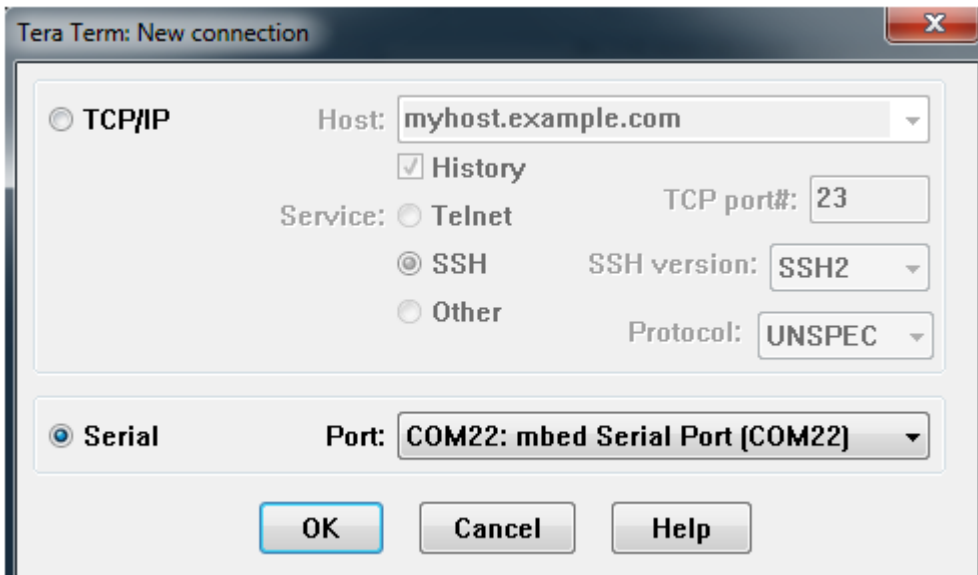 Tera Term: New connection
TCP/IP Host: myhost.example.com
History
Service: Telnet TCP port#: 23
SSH SSH version: SSH2
Other Protocol: UNSPEC
Serial Port: COM22: mbed Serial Port (COM22)
OK Cancel Help